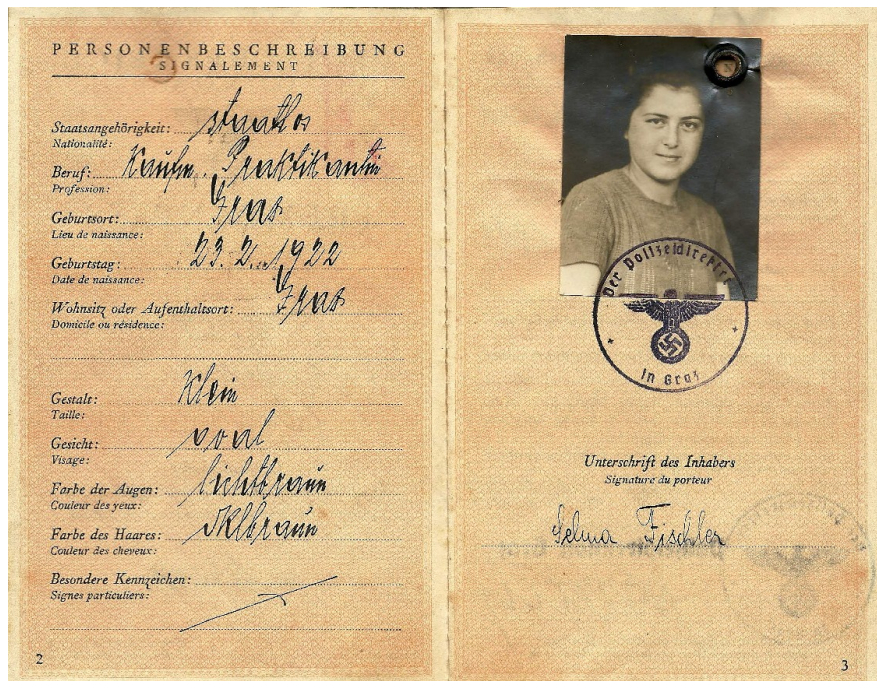 PERSONENBESCHREIBUNG
SIGNALEMENT
Staatsangehörigkeit: staatlos
Nationalité:
Beruf: Kaufm. Praktikantin
Profession:
Geburtsort: Graz
Lieu de naissance:
Geburtstag: 23.2.1922
Date de naissance:
Wohnsitz oder Aufenthaltsort: Graz
Domicile ou résidence:
Gestalt: klein
Taille:
Gesicht: oval
Visage:
Farbe der Augen: lichtbraun
Couleur des yeux:
Farbe des Haares: dklbraun
Couleur des cheveux:
Besondere Kennzeichen:
Signes particuliers:
2
Der Polizeidirektor
in Graz
Unterschrift des Inhabers
Signature du porteur
Selma Fischler
3